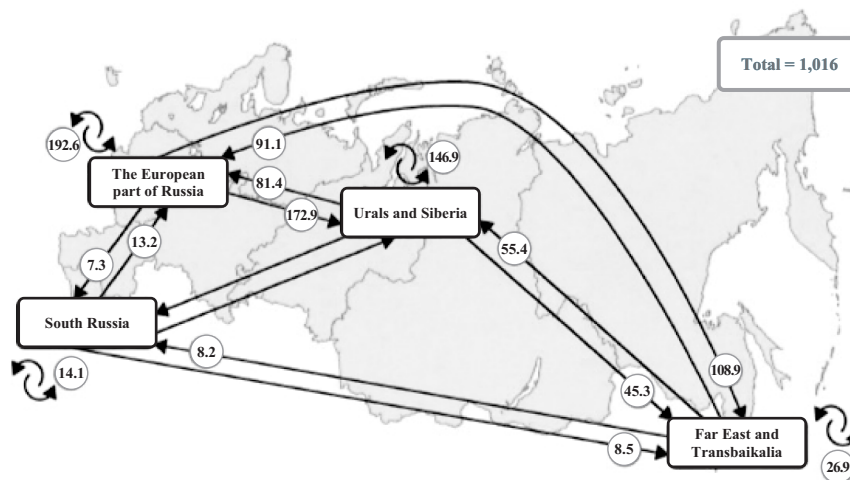 Total = 1,016
192.6
91.1
146.9
The European
part of Russia
81.4
172.9
Urals and Siberia
13.2
7.3
55.4
South Russia
8.2
14.1
108.9
45.3
Far East and
Transbaikalia
8.5
26.9